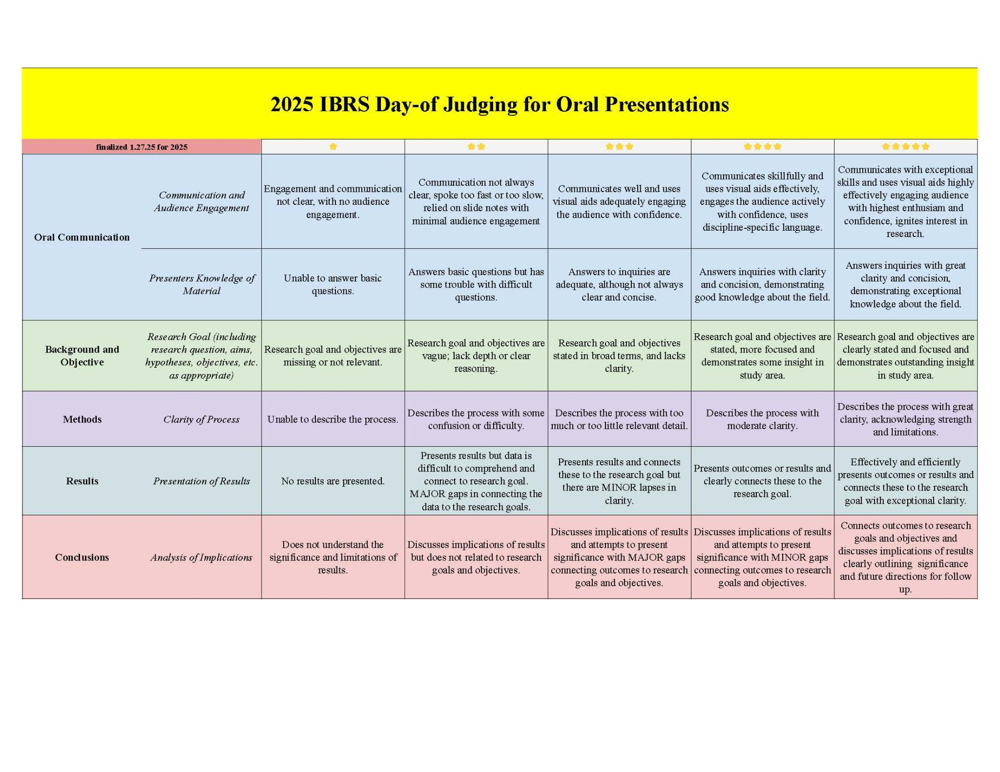 2025 IBRS Day-of Judging for Oral Presentations
finalized 1.27.25 for 2025
Oral Communication
Communication and
Audience Engagement
Engagement and communication
not clear, with no audience
engagement.
Communication not always
clear, spoke too fast or too slow,
relied on slide notes with
minimal audience engagement
Communicates well and uses
visual aids adequately engaging
the audience with confidence.
Communicates skillfully and
uses visual aids effectively,
engages the audience actively
with confidence, uses
discipline-specific language.
Communicates with exceptional
skills and uses visual aids highly
effectively engaging audience
with highest enthusiam and
confidence, ignites interest in
research.
Presenters Knowledge of
Material
Unable to answer basic
questions.
Answers basic questions but has
some trouble with difficult
questions.
Answers to inquiries are
adequate, although not always
clear and concise.
Answers inquiries with clarity
and concision, demonstrating
good knowledge about the field.
Answers inquiries with great
clarity and concision,
demonstrating exceptional
knowledge about the field.
Background and
Objective
Research Goal (including
research question, aims,
hypotheses, objectives, etc.
as appropriate)
Research goal and objectives are
missing or not relevant.
Research goal and objectives are
vague; lack depth or clear
reasoning.
Research goal and objectives
stated in broad terms, and lacks
clarity.
Research goal and objectives are
stated, more focused and
demonstrates some insight in
study area.
Research goal and objectives are
clearly stated and focused and
demonstrates outstanding insight
in study area.
Methods
Clarity of Process
Unable to describe the process.
Describes the process with some
confusion or difficulty.
Describes the process with too
much or too little relevant detail.
Describes the process with
moderate clarity.
Describes the process with great
clarity, acknowledging strength
and limitations.
Results
Presentation of Results
No results are presented.
Presents results but data is
difficult to comprehend and
connect to research goal.
MAJOR gaps in connecting the
data to the research goals.
Presents results and connects
these to the research goal but
there are MINOR lapses in
clarity.
Presents outcomes or results and
clearly connects these to the
research goal.
Effectively and efficiently
presents outcomes or results and
connects these to the research
goal with exceptional clarity.
Conclusions
Analysis of Implications
Does not understand the
significance and limitations of
results.
Discusses implications of results
but does not related to research
goals and objectives.
Discusses implications of results
and attempts to present
significance with MAJOR gaps
connecting outcomes to research
goals and objectives.
Discusses implications of results
and attempts to present
significance with MINOR gaps
connecting outcomes to research
goals and objectives.
Connects outcomes to research
goals and objectives and
discusses implications of results
clearly outlining significance
and future directions for follow
up.